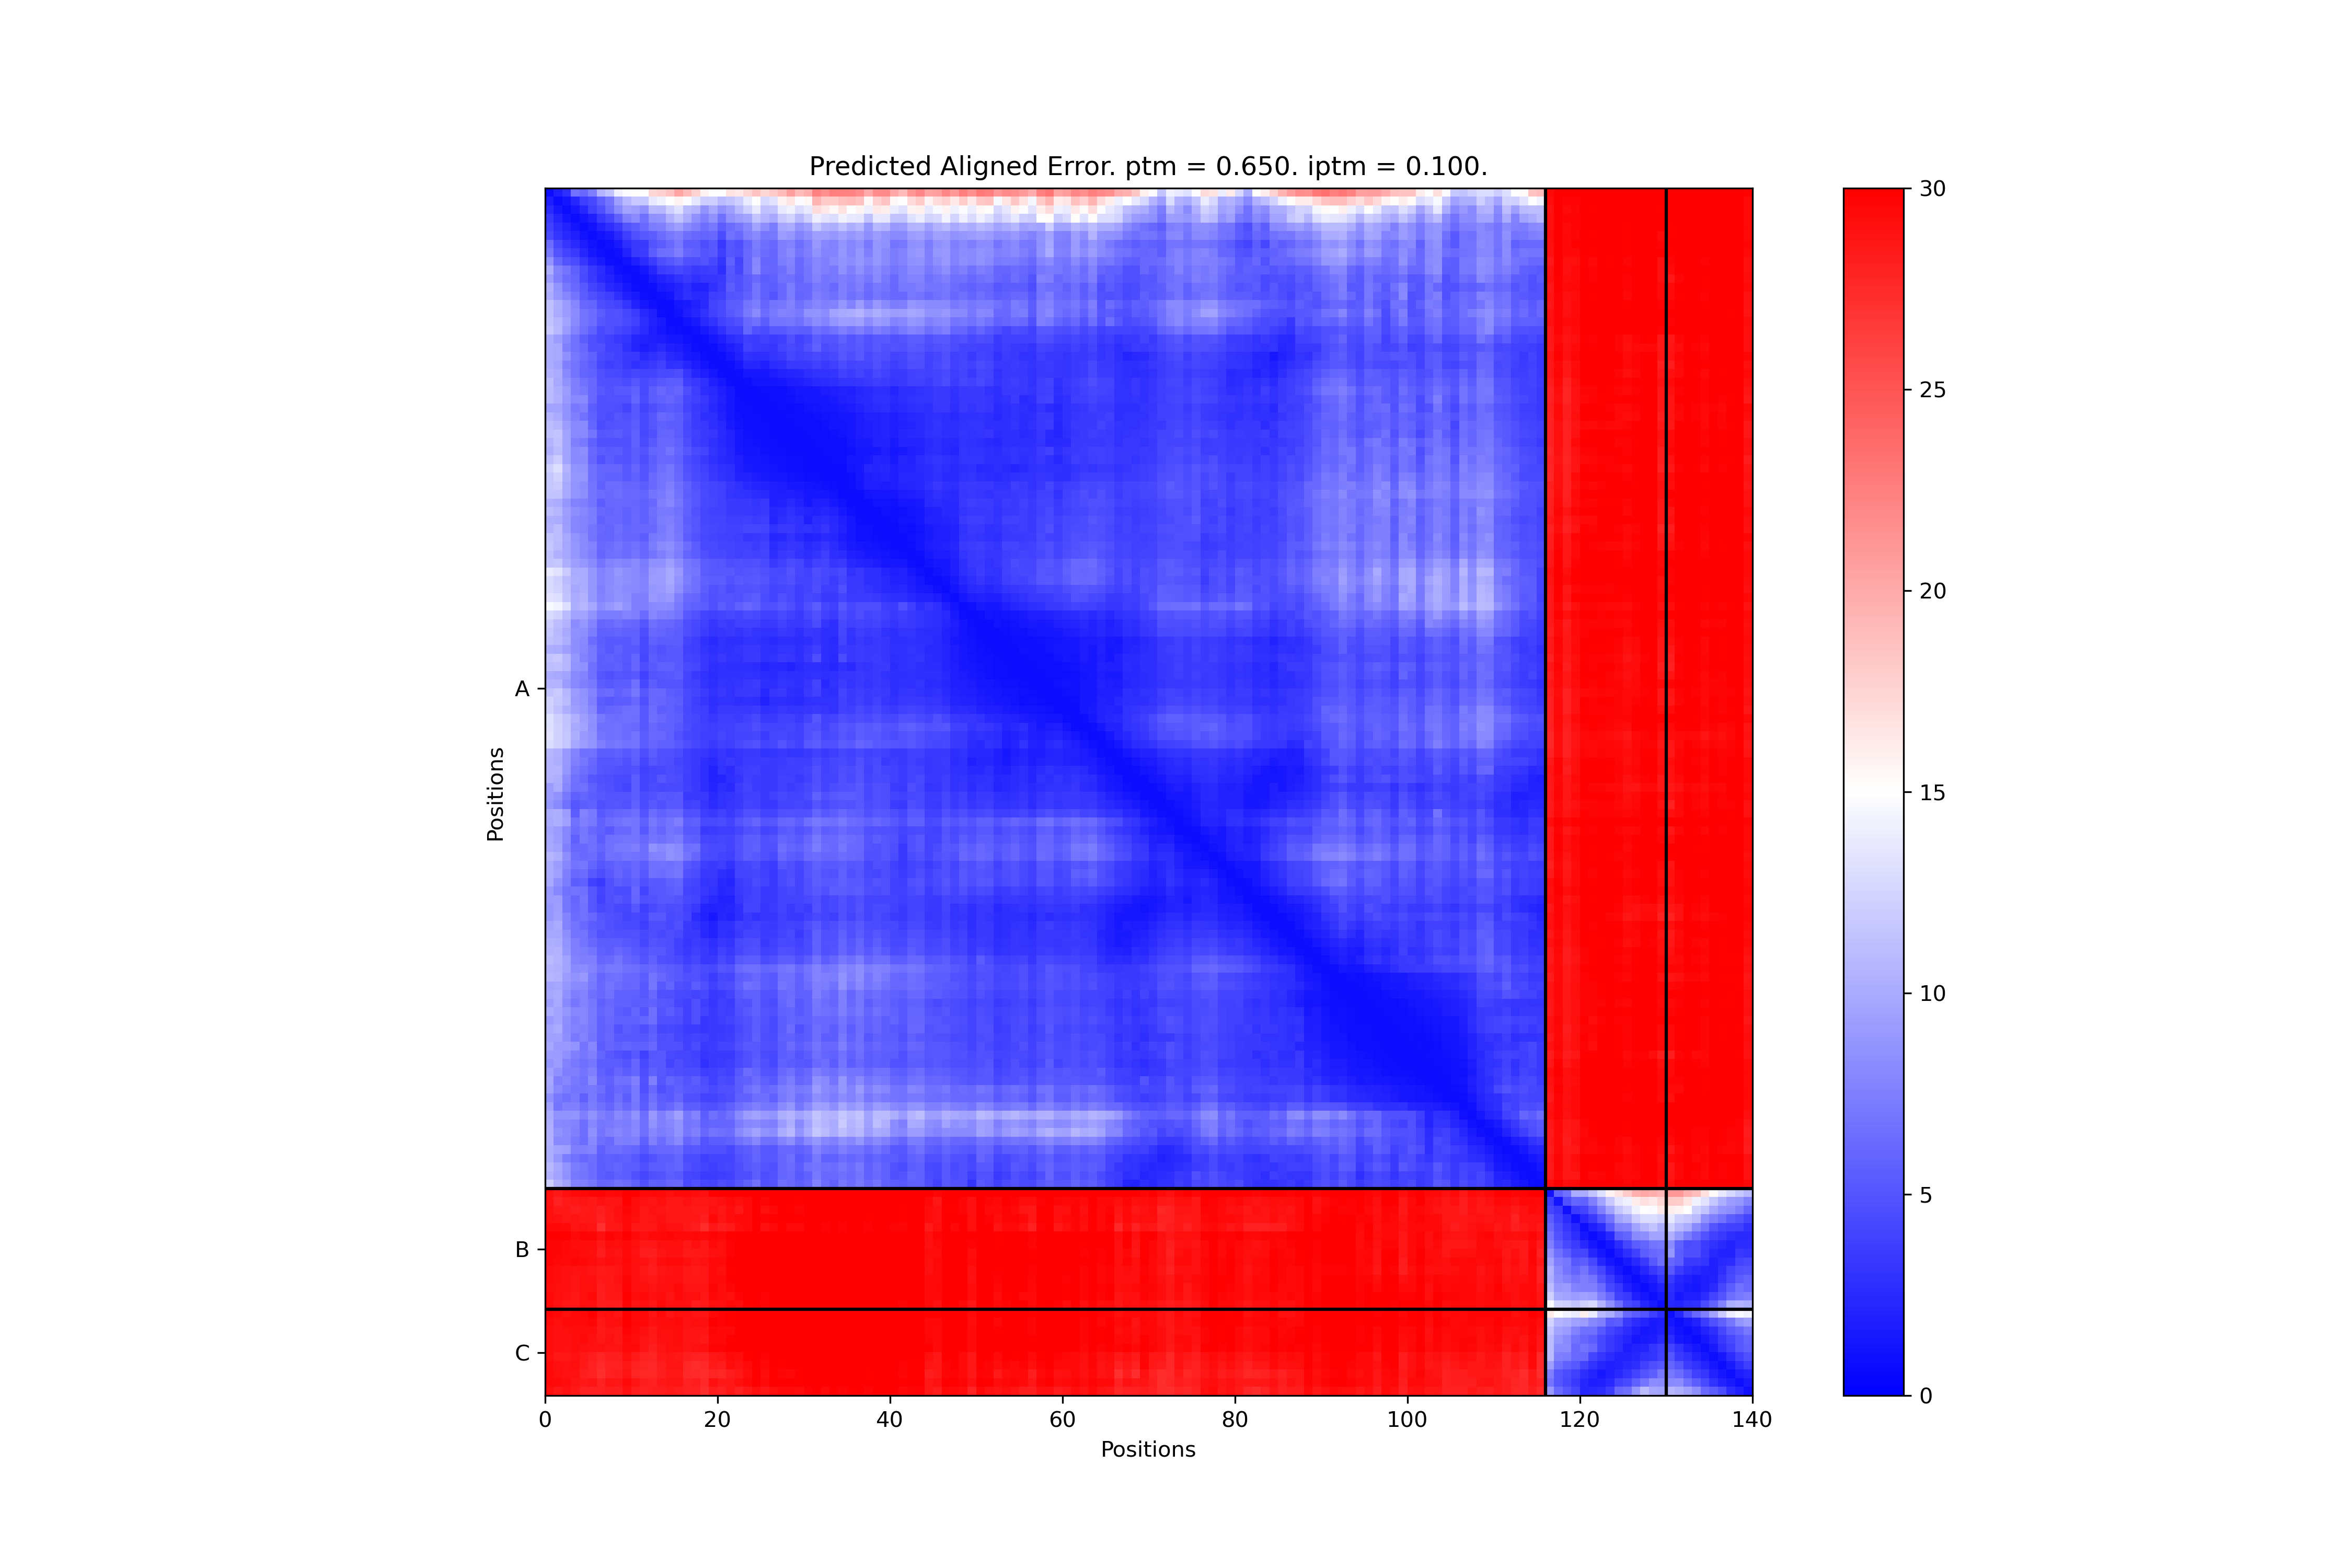 Predicted Aligned Error. ptm = 0.650. iptm = 0.100.
30
25
20
15
10
5
0
A
B
C
Positions
0 20 40 60 80 100 120 140
Positions